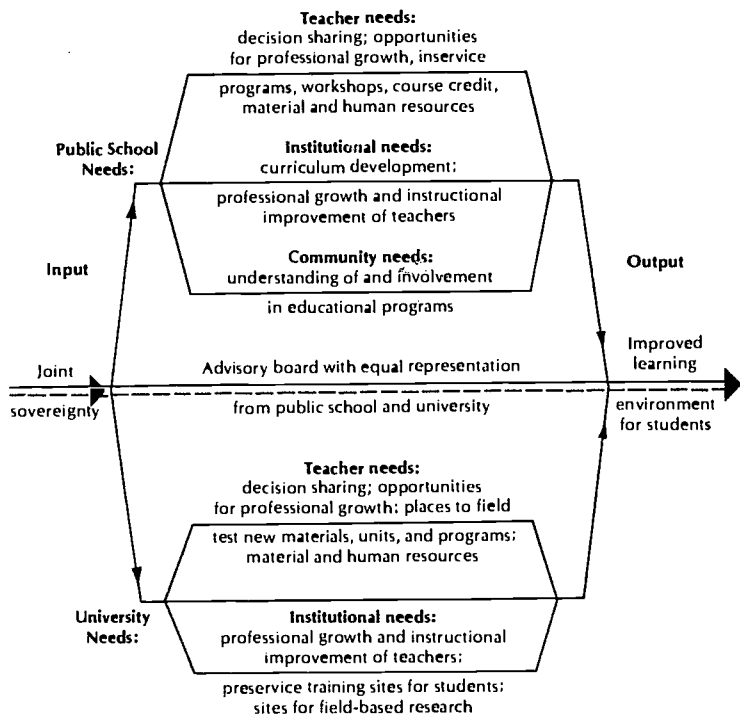 Teacher needs:
decision sharing; opportunities
for professional growth, inservice
programs, workshops, course credit,
material and human resources
Public School
Needs:
Institutional needs:
curriculum development;
professional growth and instructional
improvement of teachers
Community needs:
understanding of and involvement
in educational programs
Input
Output
Joint
sovereignty
Advisory board with equal representation
from public school and university
Improved
learning
environment
for students
Teacher needs:
decision sharing; opportunities
for professional growth; places to field
test new materials, units, and programs;
material and human resources
University
Needs:
Institutional needs:
professional growth and instructional
improvement of teachers;
preservice training sites for students;
sites for field-based research